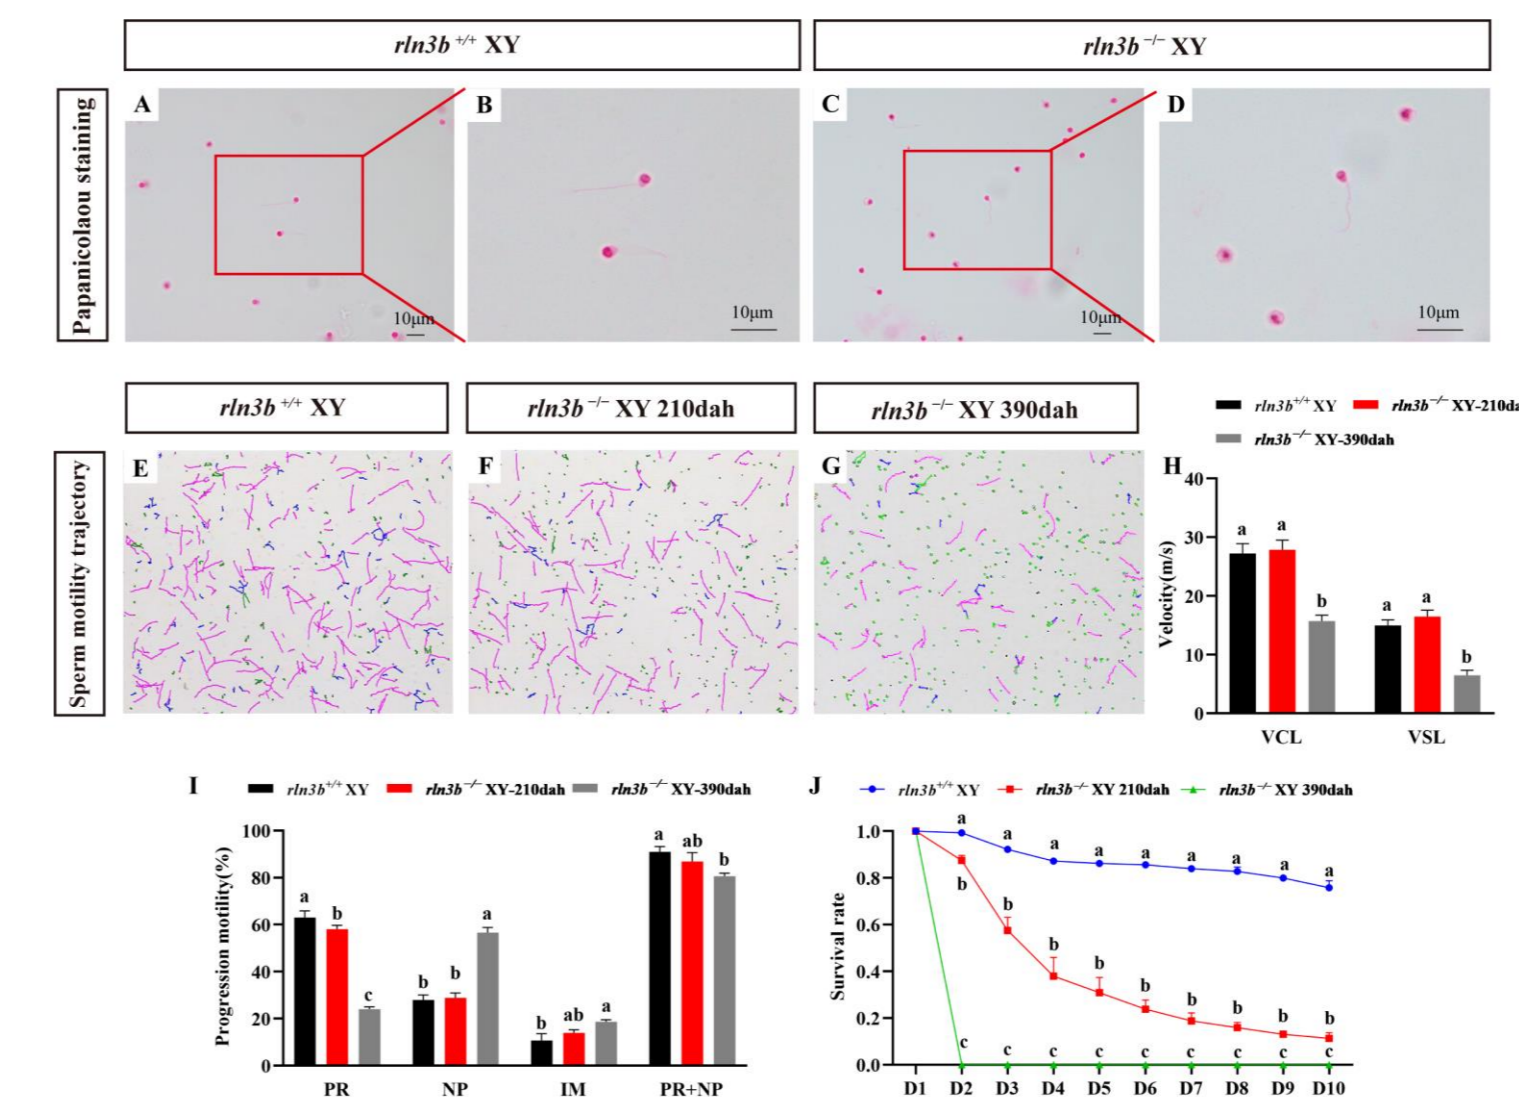 rln3b +/+ XY
rln3b −/− XY
Papanicolaou staining
A
B
C
D
10μm
10μm
10μm
10μm
rln3b +/+ XY
rln3b −/− XY 210dah
rln3b −/− XY 390dah
Sperm motility trajectory
E
F
G
H
rln3b+/+ XY
rln3b−/− XY-210da
rln3b−/− XY-390dah
Velocity(m/s)
40
30
20
10
0
a
a
b
a
a
b
VCL
VSL
I
rln3b+/+ XY
rln3b−/− XY-210dah
rln3b−/− XY-390dah
Progression motility(%)
100
80
60
40
20
0
a
b
c
b
b
a
b
ab
a
a
ab
b
PR
NP
IM
PR+NP
J
rln3b+/+ XY
rln3b−/− XY 210dah
rln3b−/− XY 390dah
Survival rate
1.0
0.8
0.6
0.4
0.2
0.0
a a a a a a a a a
b b b b b b b b b
c c c c c c c c c
D1 D2 D3 D4 D5 D6 D7 D8 D9 D10